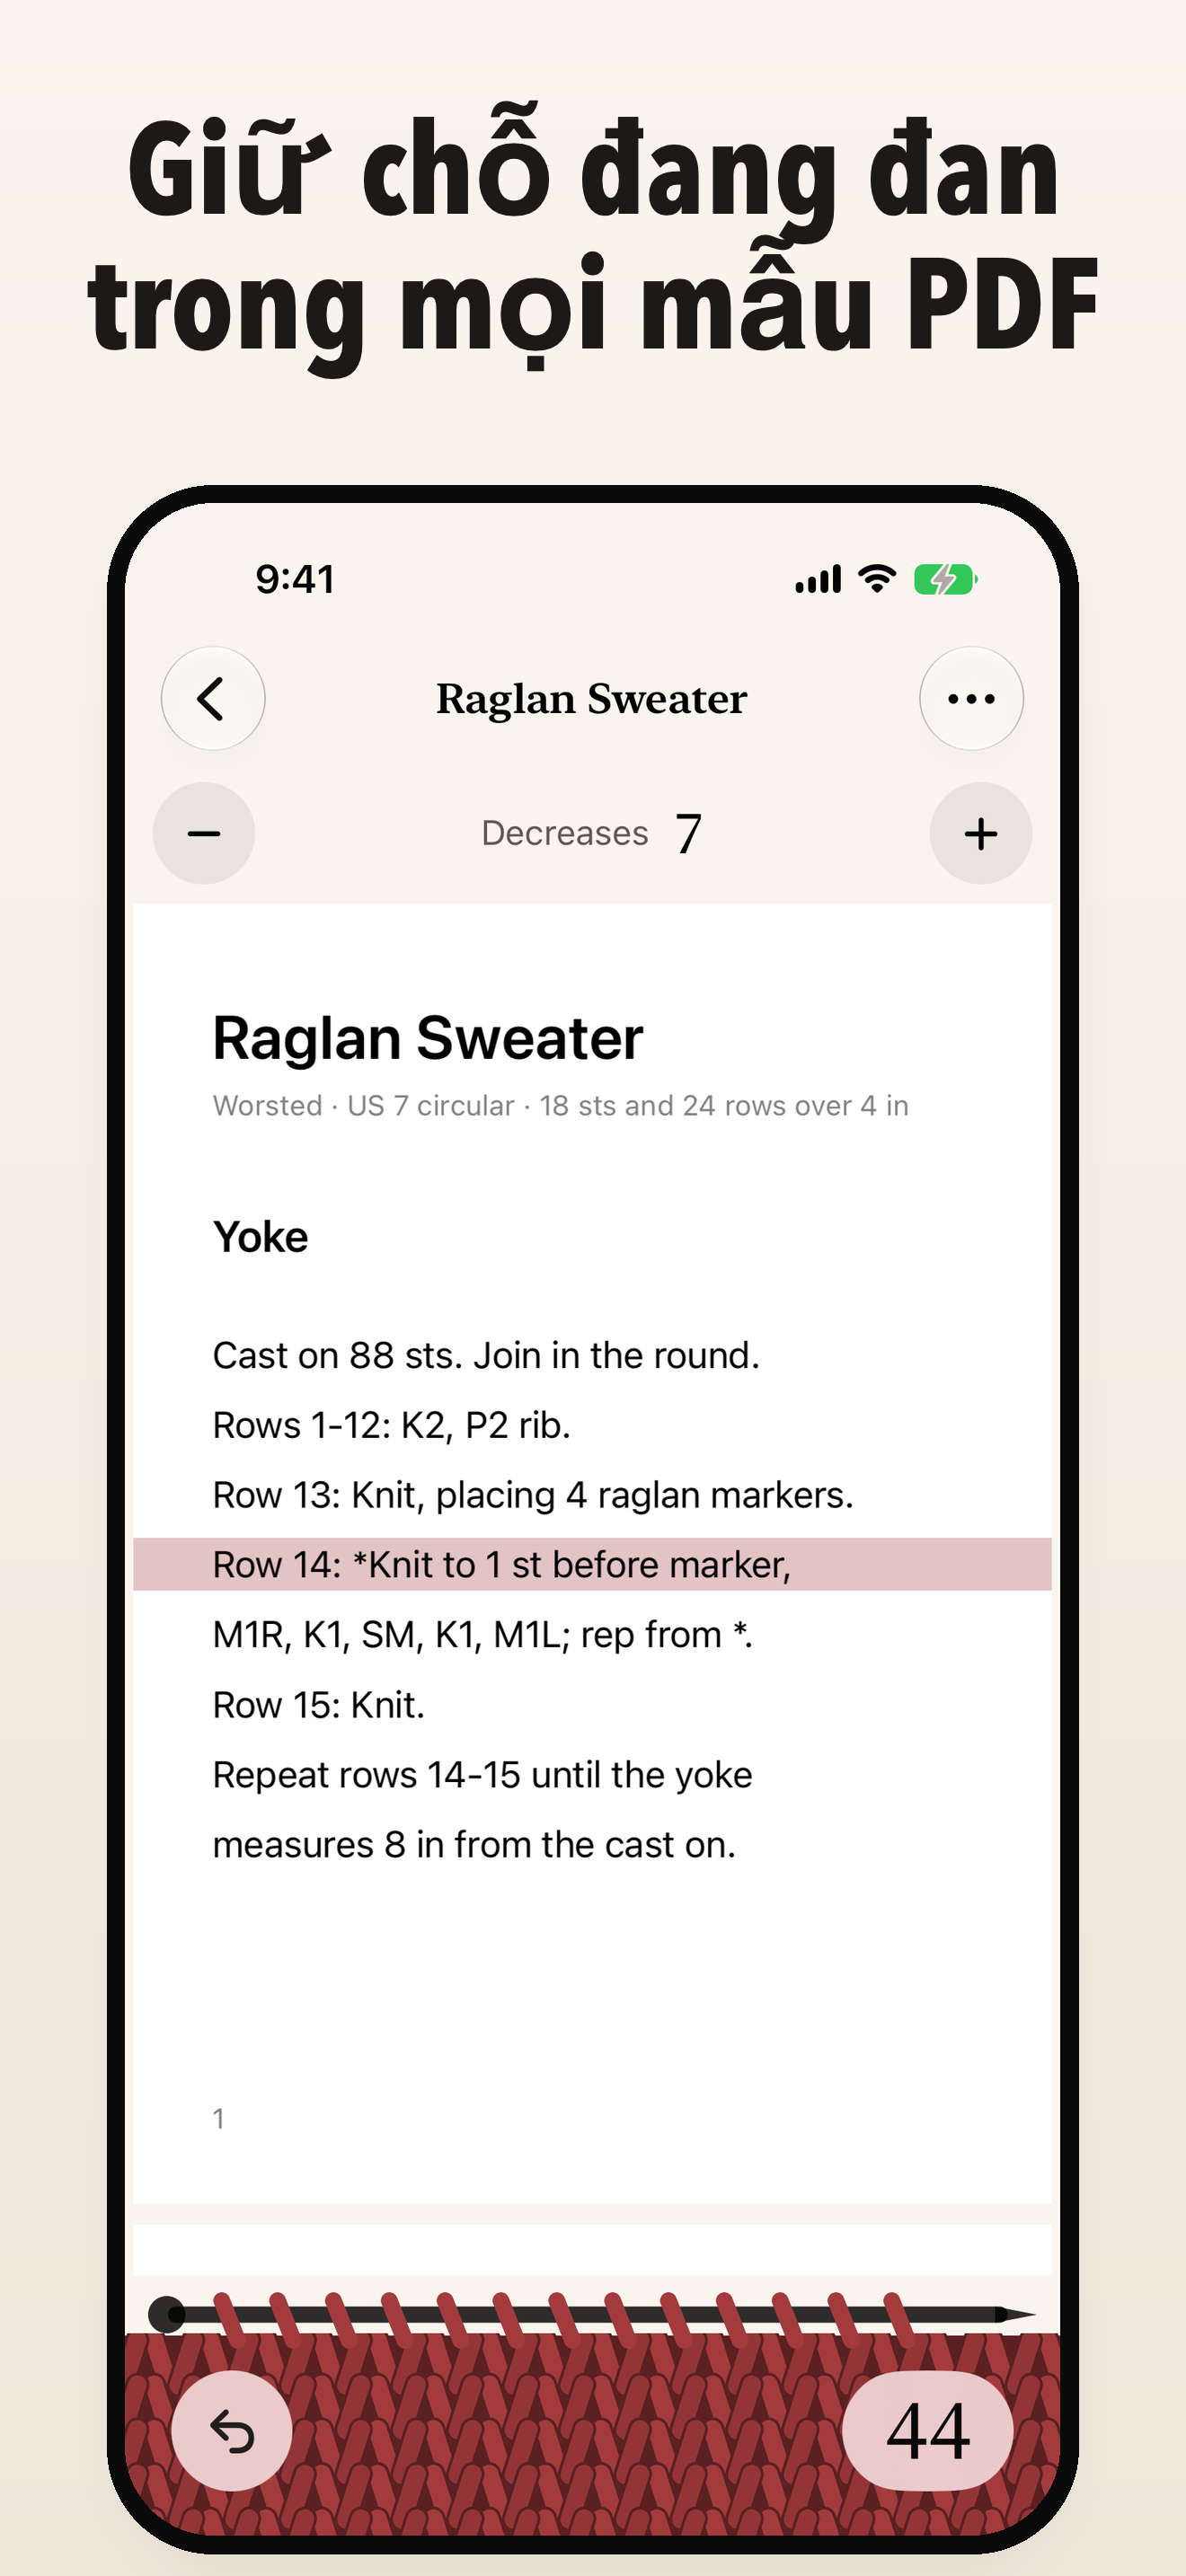 Giữ chỗ đang đan
trong mọi mẫu PDF
9:41
Raglan Sweater
Decreases 7
Raglan Sweater
Worsted · US 7 circular · 18 sts and 24 rows over 4 in
Yoke
Cast on 88 sts. Join in the round.
Rows 1-12: K2, P2 rib.
Row 13: Knit, placing 4 raglan markers.
Row 14: *Knit to 1 st before marker,
M1R, K1, SM, K1, M1L; rep from *.
Row 15: Knit.
Repeat rows 14-15 until the yoke
measures 8 in from the cast on.
1
44